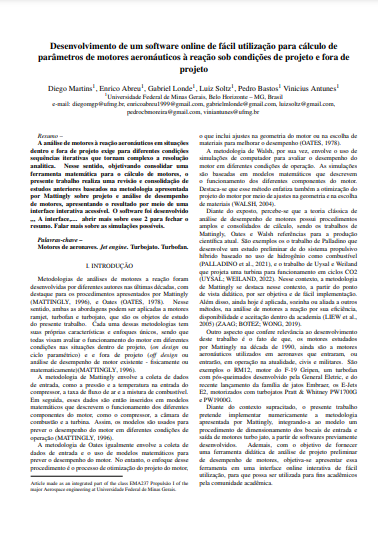 Desenvolvimento de um software online de fácil utilização para cálculo de
parâmetros de motores aeronáuticos à reação sob condições de projeto e fora de
projeto
Diego Martins¹, Enrico Abreu¹, Gabriel Londe¹, Luiz Soltz¹, Pedro Bastos¹ Vinicius Antunes¹
¹Universidade Federal de Minas Gerais, Belo Horizonte – MG, Brasil
e-mail: diegomgp@ufmg.br, enricoabreu1999@gmail.com, gabrielnlonde@gmail.com, luizsoltz@gmail.com,
pedrocbmoreira@gmail.com, viniantunes@ufmg.br
Resumo –
A análise de motores à reação aeronáuticos em situações
dentro e fora de projeto exige para diferentes condições
sequências iterativas que tornam complexo a resolução
analítica. Nesse sentido, objetivando consolidar uma
ferramenta matemática para o cálculo de motores, o
presente trabalho realiza uma revisão e consolidação de
estudos anteriores baseados na metodologia apresentada
por Mattingly sobre projeto e análise de desempenho
de motores, apresentando o resultado por meio de uma
interface interativa acessível. O software foi desenvolvido
... A interface,... abrir mais sobre esse 2 para fechar o
resumo. Falar mais sobre as simulações possíveis.
Palavras-chave –
Motores de aeronaves. Jet engine. Turbojato. Turbofan.
I. INTRODUÇÃO
Metodologias de análises de motores a reação foram
desenvolvidas por diferentes autores nas últimas décadas, com
destaque para os procedimentos apresentados por Mattingly
(MATTINGLY, 1996), e Oates (OATES, 1978). Nesse
sentido, ambas as abordagens podem ser aplicadas a motores
ramjet, turbofan e turbojato, que são os objetos de estudo
do presente trabalho. Cada uma dessas metodologias tem
suas próprias características e enfoques únicos, sendo que
todas visam avaliar o funcionamento do motor em diferentes
condições nas situações dentro de projeto, (on design ou
ciclo paramétrico) e e fora de projeto (off design ou
análise de desempenho de motor existente – fisicamente ou
matematicamente)(MATTINGLY, 1996).
A metodologia de Mattingly envolve a coleta de dados
de entrada, como a pressão e a temperatura na entrada do
compressor, a taxa de fluxo de ar e a mistura de combustível.
Em seguida, esses dados são então inseridos em modelos
matemáticos que descrevem o funcionamento dos diferentes
componentes do motor, como o compressor, a câmara de
combustão e a turbina. Assim, os modelos são usados para
prever o desempenho do motor em diferentes condições de
operação (MATTINGLY, 1996).
A metodologia de Oates igualmente envolve a coleta de
dados de entrada e o uso de modelos matemáticos para
prever o desempenho do motor. No entanto, o enfoque desse
procedimento é o processo de otimização do projeto do motor,
Article made as an integrated part of the class EMA237 Propulsão I of the
major Aerospace engineering at Universidade Federal de Minas Gerais.
o que inclui ajustes na geometria do motor ou na escolha de
materiais para melhorar o desempenho (OATES, 1978).
A metodologia de Walsh, por sua vez, envolve o uso de
simulações de computador para avaliar o desempenho do
motor em diferentes condições de operação. As simulações
são baseadas em modelos matemáticos que descrevem
o funcionamento dos diferentes componentes do motor.
Destaca-se que esse método enfatiza também o otimização do
projeto do motor por meio de ajustes na geometria e na escolha
de materiais (WALSH, 2004).
Diante do exposto, percebe-se que a teoria clássica de
análise de desempenho de motores possui procedimentos
amplos e consolidados de cálculo, sendo os trabalhos de
Mattingly, Oates e Walsh referências para a produção
científica atual. São exemplos os o trabalho de Palladino que
desenvolve um estudo preliminar de do sistema propulsivo
híbrido baseado no uso de hidrogênio como combustível
(PALLADINO et al., 2021), e o trabalho de Uysal e Weiland
que projeta uma turbina para funcionamento em ciclos CO2
(UYSAL; WEILAND, 2022). Nesse contexto, a metodologia
de Mattingly se destaca nesse contexto, a partir do ponto
de vista didático, por ser objetiva e de fácil implementação.
Além disso, ainda hoje é aplicada, sozinha ou aliada a outros
métodos, na análise de motores a reação por sua eficiência,
disponibilidade e aceitação dentro da academia (LIEW et al.,
2005) (ZAAG; BOTEZ; WONG, 2019).
Outro aspecto que confere relevância ao desenvolvimento
deste trabalho é o fato de que, os motores estudados
por Mattingly na década de 1990, ainda são o motores
aeronáuticos utilizados em aeronaves que entraram, ou
entrarão, em operação na atualidade, civis e militares. São
exemplos o RM12, motor do F-19 Gripen, um turbofan
com pós-queimadores desenvolvido pela General Eletric, e do
recente lançamento da família de jatos Embraer, os E-Jets
E2, motorizados com turbojatos Pratt & Whitney PW1700G
e PW1900G.
Diante do contexto supracitado, o presente trabalho
pretende implementar numericamente a metodologia
apresentada por Mattingly, integrando-a ao modelo um
procedimento de dimensionamento dos bocais de entrada e
saída de motores turbo jato, a partir de softwares previamente
desenvolvidos. Ademais, com o objetivo de fornecer
uma ferramenta didática de análise de projeto preliminar
de desempenho de motores, objetiva-se apresentar essa
ferramenta em uma interface online interativa de fácil
utilização, para que possa ser utilizada para fins acadêmicos
pela comunidade acadêmica.